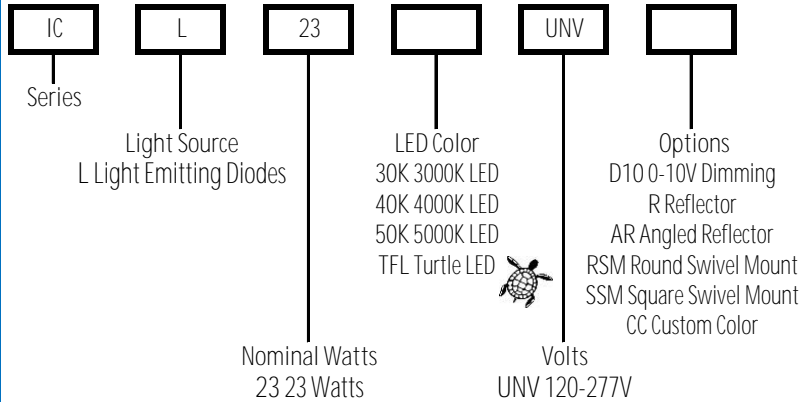 IC L 23 UNV
Series
Light Source LED Color Options
L Light Emitting Diodes 30K 3000K LED D10 0-10V Dimming
40K 4000K LED R Reflector
50K 5000K LED AR Angled Reflector
TFL Turtle LED RSM Round Swivel Mount
SSM Square Swivel Mount
CC Custom Color
Nominal Watts Volts
23 23 Watts UNV 120-277V